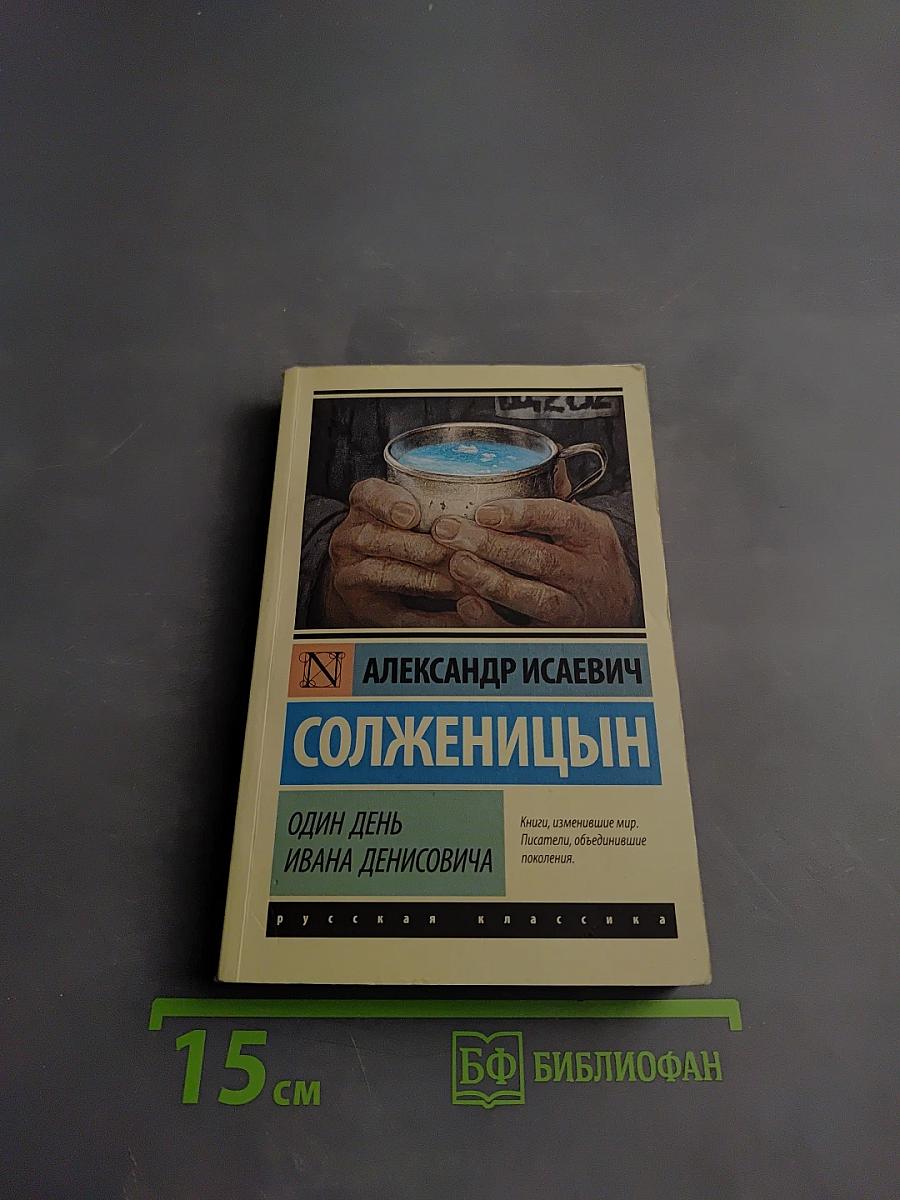 N
АЛЕКСАНДР ИСАЕВИЧ
СОЛЖЕНИЦЫН
ОДИН ДЕНЬ
ИВАНА ДЕНИСОВИЧА
Книги, изменившие мир.
Писатели, объединившие
поколения.
русская классика
15 см
БФ БИБЛИОФАН